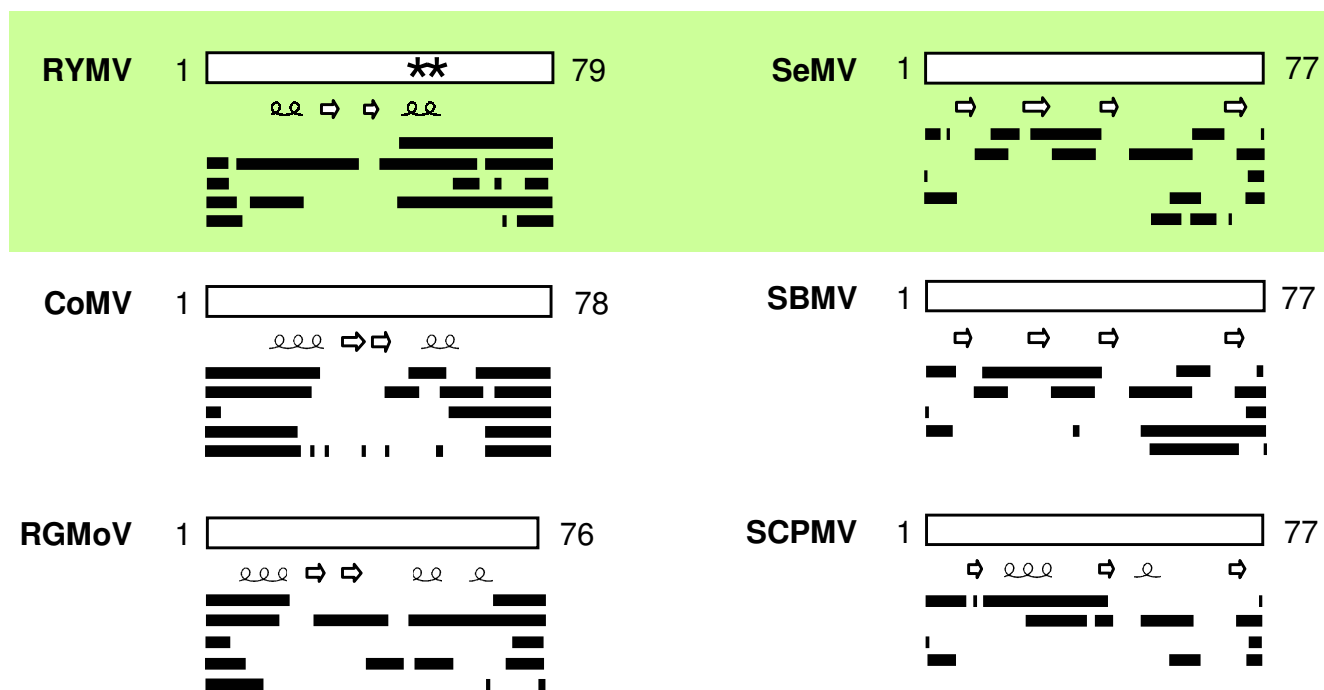 RYMV 1 ** 79
SeMV 1 77
CoMV 1 78
SBMV 1 77
RGMoV 1 76
SCPMV 1 77